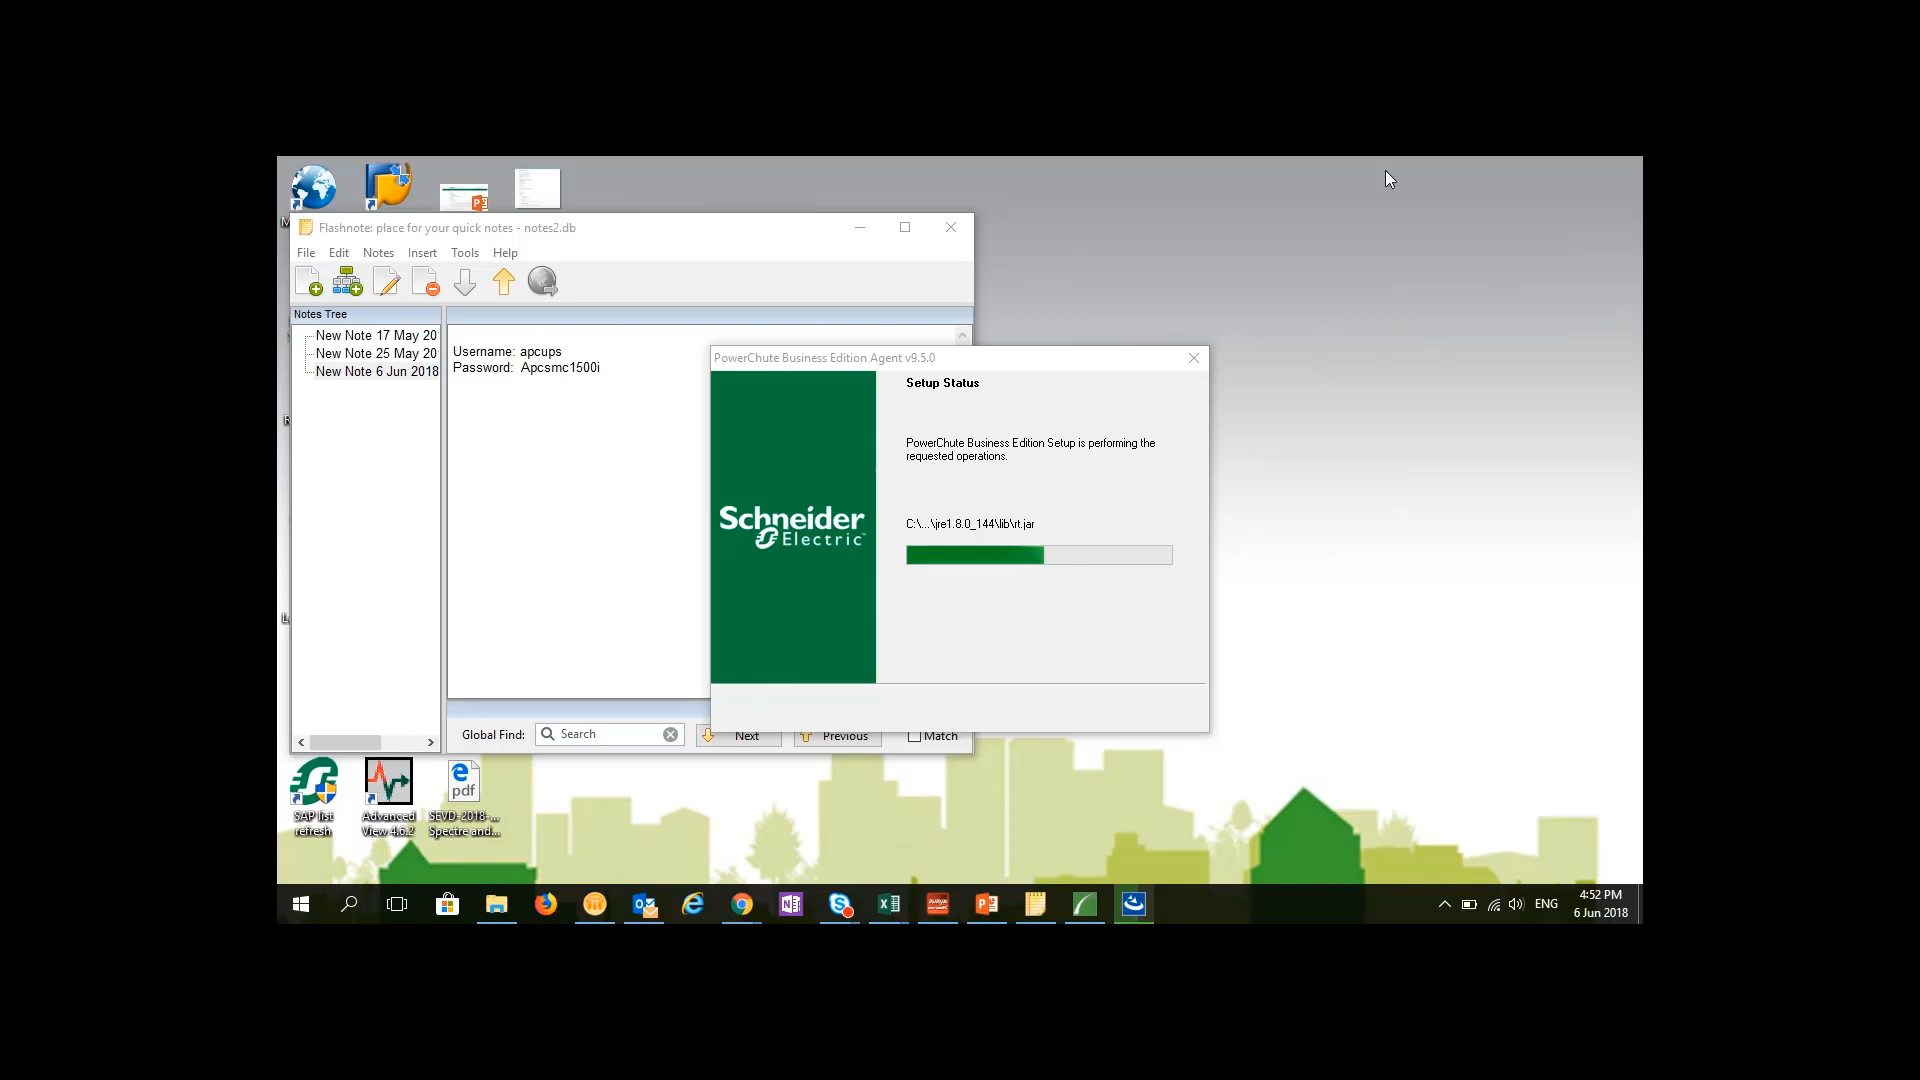 Flashnote: place for your quick notes - notes2.db
File Edit Notes Insert Tools Help
Notes Tree
New Note 17 May 20
New Note 25 May 20
New Note 6 Jun 2018
Username: apcups
Password: Apcsmc1500i
PowerChute Business Edition Agent v9.5.0
Setup Status
PowerChute Business Edition Setup is performing the
requested operations.
Schneider
Electric
C:\...\jre1.8.0_144\lib\rt.jar
Global Find: Search Next Previous Match
pdf
SAP list
refresh
Advanced
View 4.6.2
SEVD-2018-...
Spectre and...
ENG
4:52 PM
6 Jun 2018